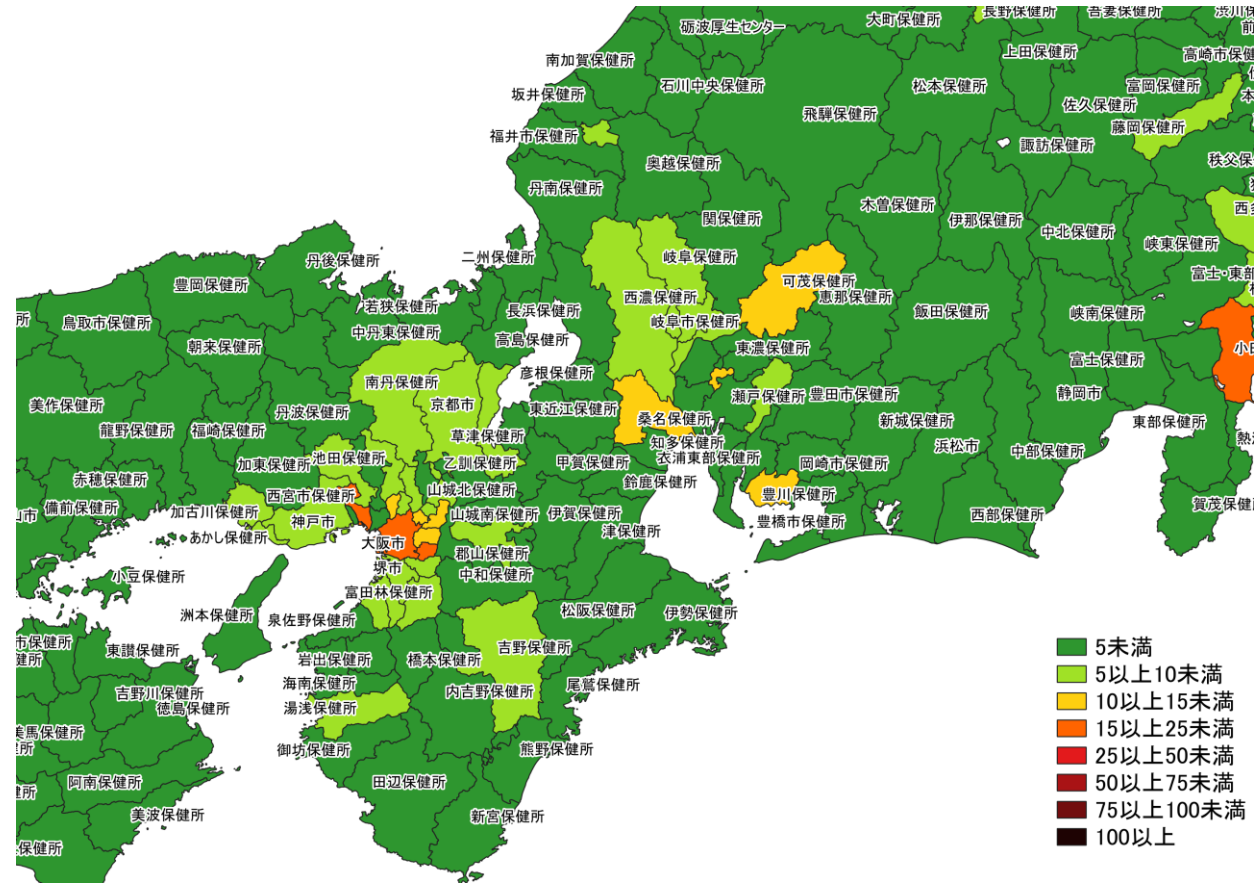 長野保健所
吾妻保健所
大町保健所
砺波厚生センター
上田保健所
南加賀保健所
石川中央保健所
松本保健所
富岡保健所
坂井保健所
佐久保健所
飛騨保健所
藤岡保健所
福井市保健所
諏訪保健所
奥越保健所
丹南保健所
木曽保健所
関保健所
伊那保健所
中北保健所
峡東保健所
丹後保健所
二州保健所
岐阜保健所
富士・東部
豊岡保健所
可茂保健所
西濃保健所
恵那保健所
若狭保健所
長浜保健所
飯田保健所
峡南保健所
鳥取市保健所
岐阜市保健所
中丹東保健所
高島保健所
朝来保健所
東濃保健所
富士保健所
彦根保健所
南丹保健所
瀬戸保健所
豊田市保健所
静岡市
京都市
美作保健所
丹波保健所
東近江保健所
桑名保健所
新城保健所
東部保健所
龍野保健所
福崎保健所
草津保健所
知多保健所
浜松市
中部保健所
池田保健所
衣浦東部保健所
加東保健所
乙訓保健所
甲賀保健所
岡崎市保健所
赤穂保健所
鈴鹿保健所
西宮市保健所
山城北保健所
豊川保健所
備前保健所
加古川保健所
山城南保健所
伊賀保健所
西部保健所
神戸市
豊橋市保健所
あかし保健所
大阪市
津保健所
郡山保健所
堺市
中和保健所
小豆保健所
富田林保健所
洲本保健所
泉佐野保健所
松阪保健所
伊勢保健所
東讃保健所
吉野保健所
岩出保健所
橋本保健所
海南保健所
尾鷲保健所
吉野川保健所
内吉野保健所
徳島保健所
湯浅保健所
美馬保健所
御坊保健所
熊野保健所
阿南保健所
田辺保健所
美波保健所
新宮保健所
5未満
5以上10未満
10以上15未満
15以上25未満
25以上50未満
50以上75未満
75以上100未満
100以上